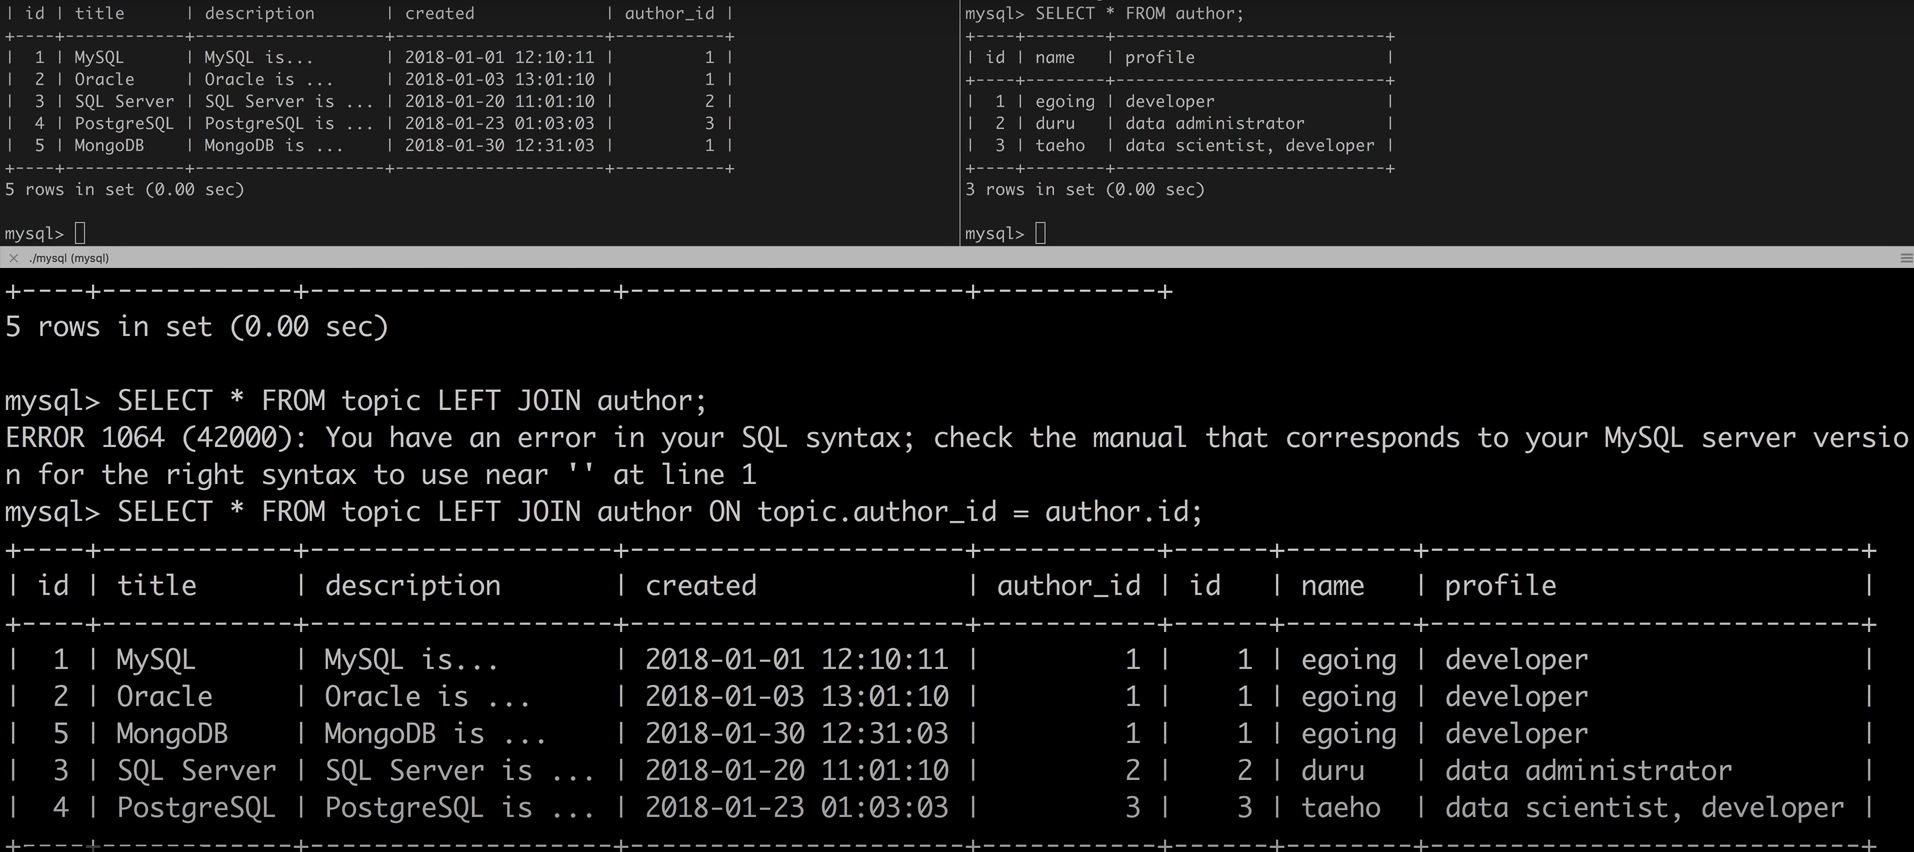 | id | title      | description       | created             | author_id |
+----+------------+-------------------+---------------------+-----------+
|  1 | MySQL      | MySQL is...       | 2018-01-01 12:10:11 |         1 |
|  2 | Oracle     | Oracle is ...     | 2018-01-03 13:01:10 |         1 |
|  3 | SQL Server | SQL Server is ... | 2018-01-20 11:01:10 |         2 |
|  4 | PostgreSQL | PostgreSQL is ... | 2018-01-23 01:03:03 |         3 |
|  5 | MongoDB    | MongoDB is ...    | 2018-01-30 12:31:03 |         1 |
+----+------------+-------------------+---------------------+-----------+
5 rows in set (0.00 sec)
mysql>
mysql> SELECT * FROM author;
+----+--------+---------------------------+
| id | name   | profile                   |
+----+--------+---------------------------+
|  1 | egoing | developer                 |
|  2 | duru   | data administrator        |
|  3 | taeho  | data scientist, developer |
+----+--------+---------------------------+
3 rows in set (0.00 sec)
mysql>
./mysql (mysql)
+----+------------+-------------------+---------------------+-----------+
5 rows in set (0.00 sec)
mysql> SELECT * FROM topic LEFT JOIN author;
ERROR 1064 (42000): You have an error in your SQL syntax; check the manual that corresponds to your MySQL server versio
n for the right syntax to use near '' at line 1
mysql> SELECT * FROM topic LEFT JOIN author ON topic.author_id = author.id;
+----+------------+-------------------+---------------------+-----------+------+--------+---------------------------+
| id | title      | description       | created             | author_id | id   | name   | profile                   |
+----+------------+-------------------+---------------------+-----------+------+--------+---------------------------+
|  1 | MySQL      | MySQL is...       | 2018-01-01 12:10:11 |         1 |    1 | egoing | developer                 |
|  2 | Oracle     | Oracle is ...     | 2018-01-03 13:01:10 |         1 |    1 | egoing | developer                 |
|  5 | MongoDB    | MongoDB is ...    | 2018-01-30 12:31:03 |         1 |    1 | egoing | developer                 |
|  3 | SQL Server | SQL Server is ... | 2018-01-20 11:01:10 |         2 |    2 | duru   | data administrator        |
|  4 | PostgreSQL | PostgreSQL is ... | 2018-01-23 01:03:03 |         3 |    3 | taeho  | data scientist, developer |
+----+------------+-------------------+---------------------+-----------+------+--------+---------------------------+